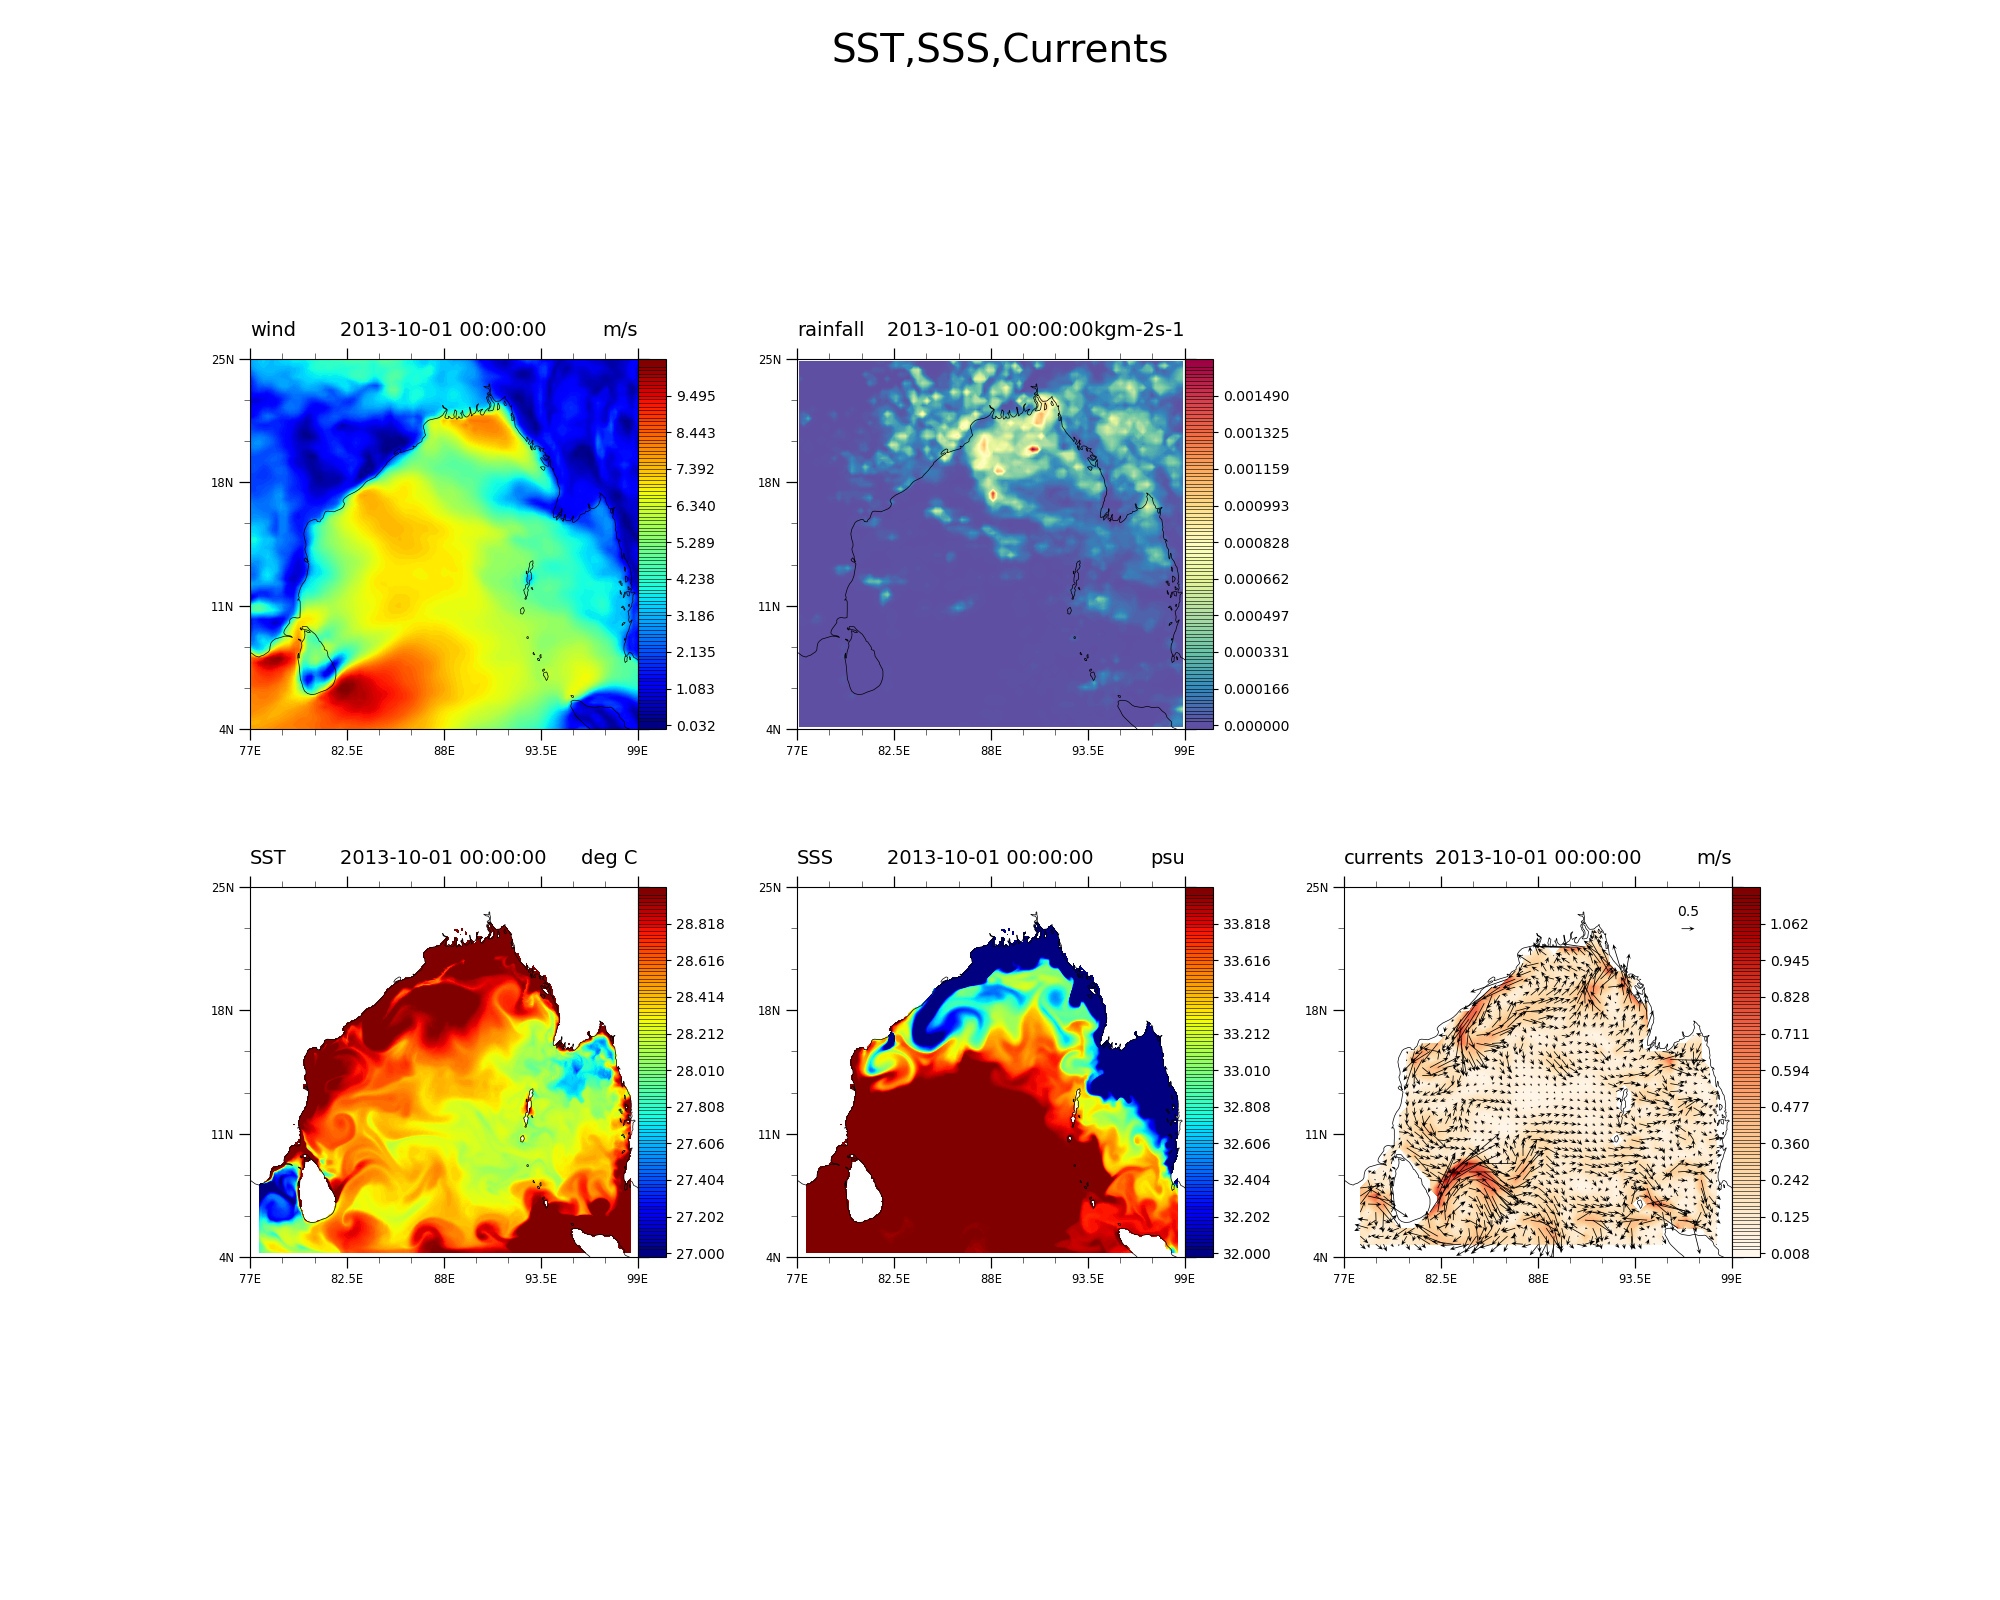 SST,SSS,Currents
wind 2013-10-01 00:00:00 m/s
25N
18N
11N
4N
77E 82.5E 88E 93.5E 99E
9.495
8.443
7.392
6.340
5.289
4.238
3.186
2.135
1.083
0.032
rainfall 2013-10-01 00:00:00kgm-2s-1
25N
18N
11N
4N
77E 82.5E 88E 93.5E 99E
0.001490
0.001325
0.001159
0.000993
0.000828
0.000662
0.000497
0.000331
0.000166
0.000000
SST 2013-10-01 00:00:00 deg C
25N
18N
11N
4N
77E 82.5E 88E 93.5E 99E
28.818
28.616
28.414
28.212
28.010
27.808
27.606
27.404
27.202
27.000
SSS 2013-10-01 00:00:00 psu
25N
18N
11N
4N
77E 82.5E 88E 93.5E 99E
33.818
33.616
33.414
33.212
33.010
32.808
32.606
32.404
32.202
32.000
currents 2013-10-01 00:00:00 m/s
0.5
25N
18N
11N
4N
77E 82.5E 88E 93.5E 99E
1.062
0.945
0.828
0.711
0.594
0.477
0.360
0.242
0.125
0.008